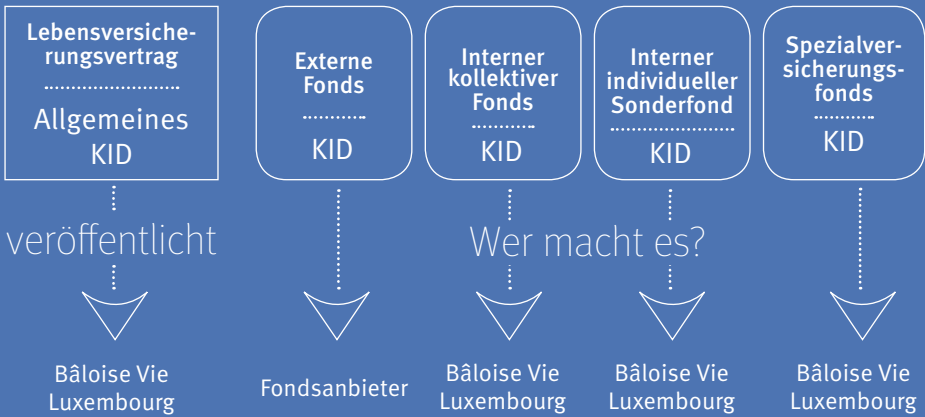 Lebensversiche-
rungsvertrag
Allgemeines
KID
Externe
Fonds
KID
Interner
kollektiver
Fonds
KID
Interner
individueller
Sonderfond
KID
Spezialver-
sicherungs-
fonds
KID
veröffentlicht
Wer macht es?
Bâloise Vie
Luxembourg
Fondsanbieter
Bâloise Vie
Luxembourg
Bâloise Vie
Luxembourg
Bâloise Vie
Luxembourg